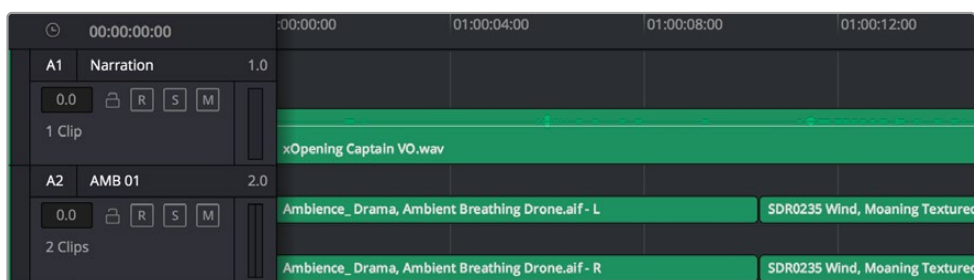 00:00:00:00 :00:00:00 01:00:04:00 01:00:08:00 01:00:12:00
A1 Narration 1.0
0.0 R S M
1 Clip
xOpening Captain VO.wav
A2 AMB 01 2.0
Ambience_ Drama, Ambient Breathing Drone.aif - L SDR0235 Wind, Moaning Textured
0.0 R S M
2 Clips
Ambience_ Drama, Ambient Breathing Drone.aif - R SDR0235 Wind, Moaning Textured